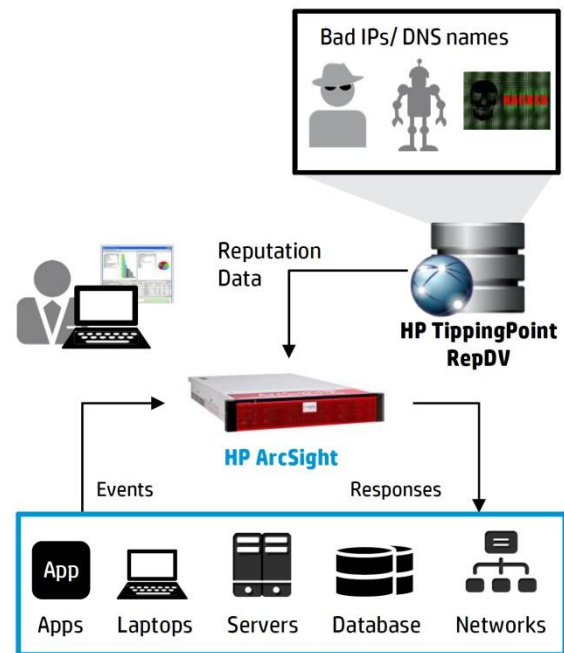 Bad IPs/ DNS names
HACKED
Reputation
Data
HP TippingPoint
RepDV
HP ArcSight
Events
Responses
App
Apps
Laptops
Servers
Database
Networks